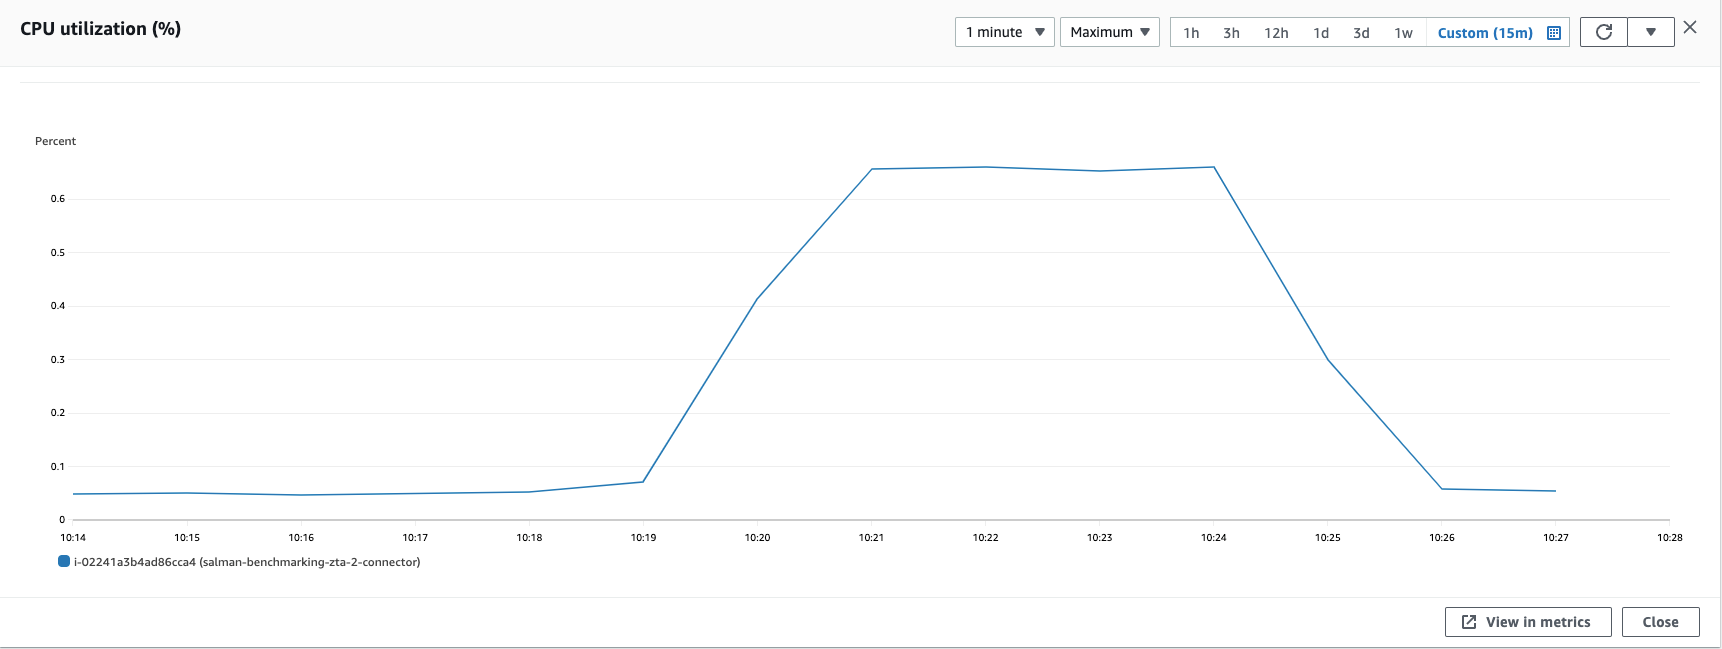 CPU utilization (%)
1 minute
Maximum
1h 3h 12h 1d 3d 1w Custom (15m)
Percent
0.6
0.5
0.4
0.3
0.2
0.1
0
10:14 10:15 10:16 10:17 10:18 10:19 10:20 10:21 10:22 10:23 10:24 10:25 10:26 10:27 10:28
i-02241a3b4ad86cca4 (salman-benchmarking-zta-2-connector)
View in metrics
Close